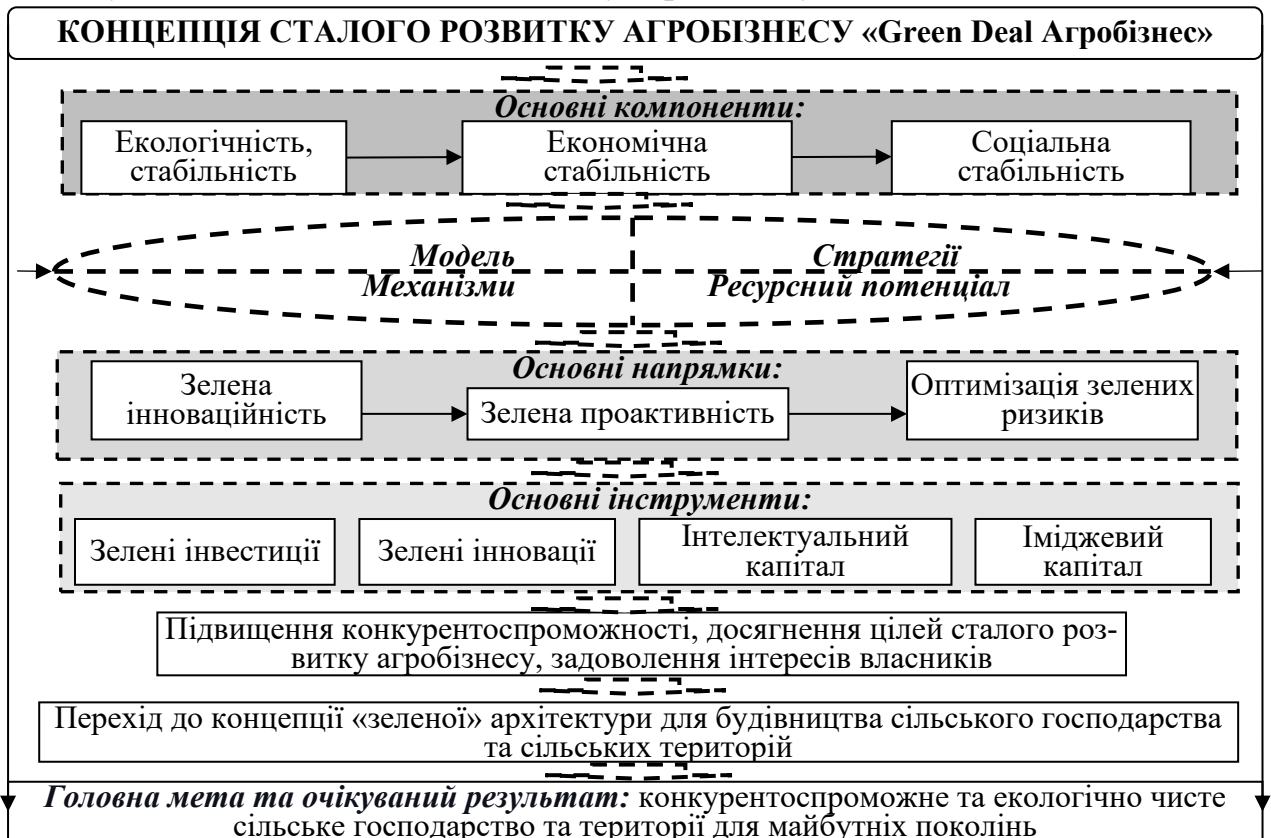 КОНЦЕПЦІЯ СТАЛОГО РОЗВИТКУ АГРОБІЗНЕСУ «Green Deal Агробізнес»
Основні компоненти:
Екологічність,
стабільність
Економічна
стабільність
Соціальна
стабільність
Модель
Механізми
Стратегії
Ресурсний потенціал
Основні напрямки:
Зелена
інноваційність
Зелена проактивність
Оптимізація зелених
ризиків
Основні інструменти:
Зелені інвестиції
Зелені інновації
Інтелектуальний
капітал
Іміджевий
капітал
Підвищення конкурентоспроможності, досягнення цілей сталого роз-
витку агробізнесу, задоволення інтересів власників
Перехід до концепції «зеленої» архітектури для будівництва сільського господарства
та сільських територій
Головна мета та очікуваний результат: конкурентоспроможне та екологічно чисте
сільське господарство та території для майбутніх поколінь